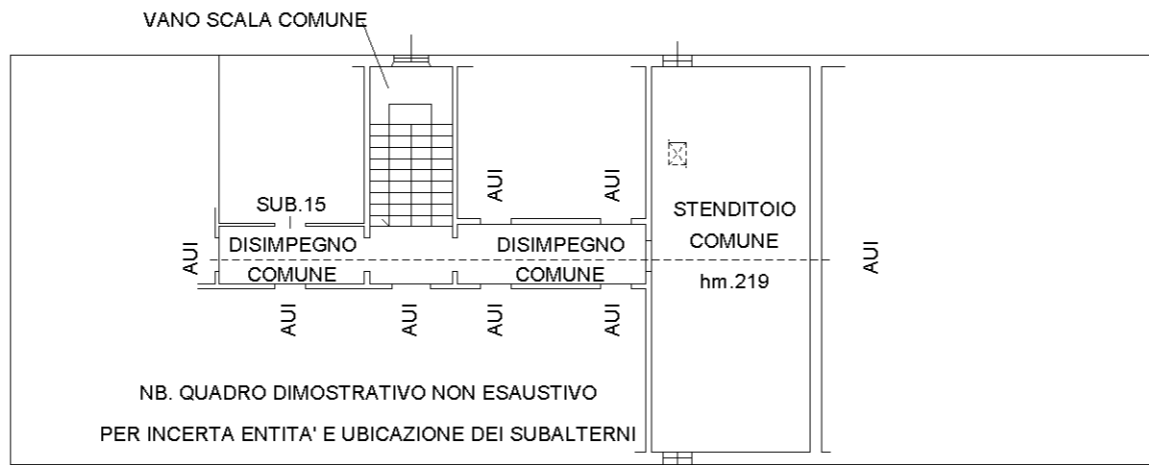 VANO SCALA COMUNE
AUI
AUI
SUB.15
STENDITOIO
COMUNE
hm.219
DISIMPEGNO
COMUNE
DISIMPEGNO
COMUNE
AUI
AUI
AUI
AUI
AUI
AUI
NB. QUADRO DIMOSTRATIVO NON ESAUSTIVO
PER INCERTA ENTITA' E UBICAZIONE DEI SUBALTERNI